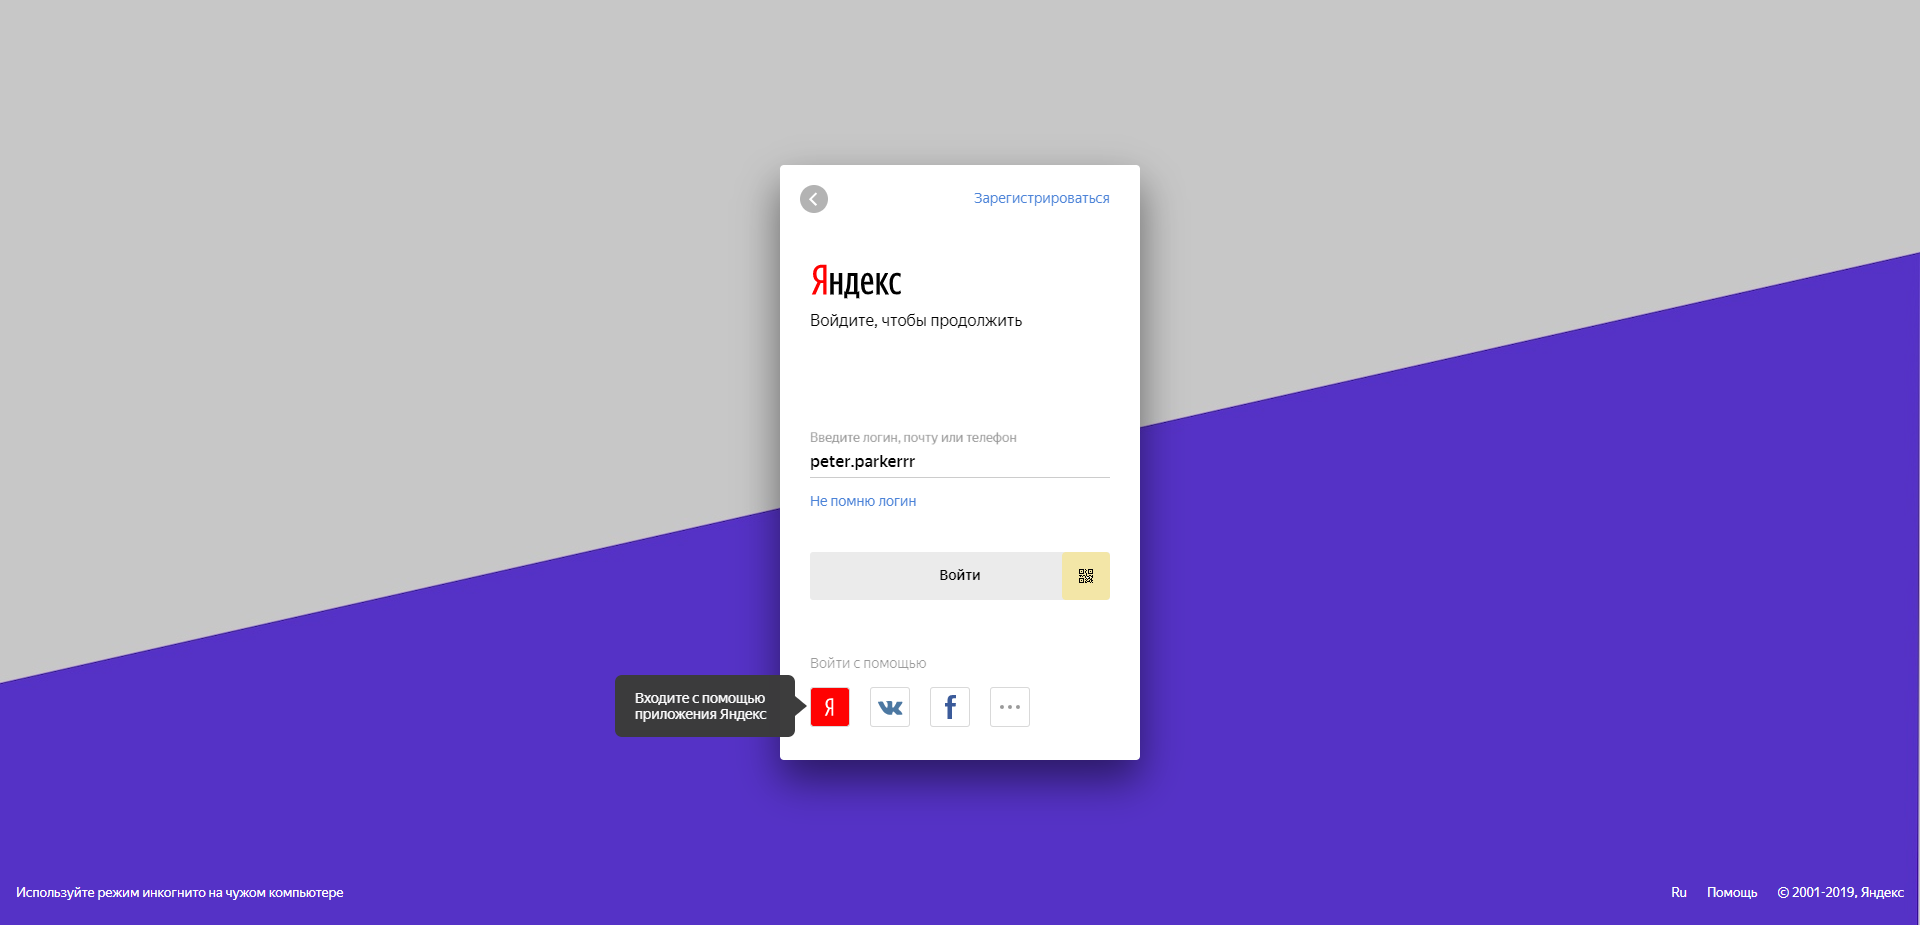 Зарегистрироваться
Яндекс
Войдите, чтобы продолжить
Введите логин, почту или телефон
peter.parkerrr
Не помню логин
Войти
Войти с помощью
Входите с помощью
приложения Яндекс
Я
f
Используйте режим инкогнито на чужом компьютере
Ru Помощь © 2001-2019, Яндекс